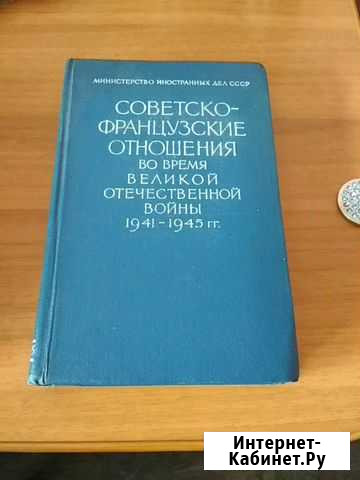 МИНИСТЕРСТВО ИНОСТРАННЫХ ДЕЛ СССР
СОВЕТСКО-
ФРАНЦУЗСКИЕ
ОТНОШЕНИЯ
ВО ВРЕМЯ
ВЕЛИКОЙ
ОТЕЧЕСТВЕННОЙ
ВОЙНЫ
1941-1945 гг.
Интернет-
Кабинет.Ру